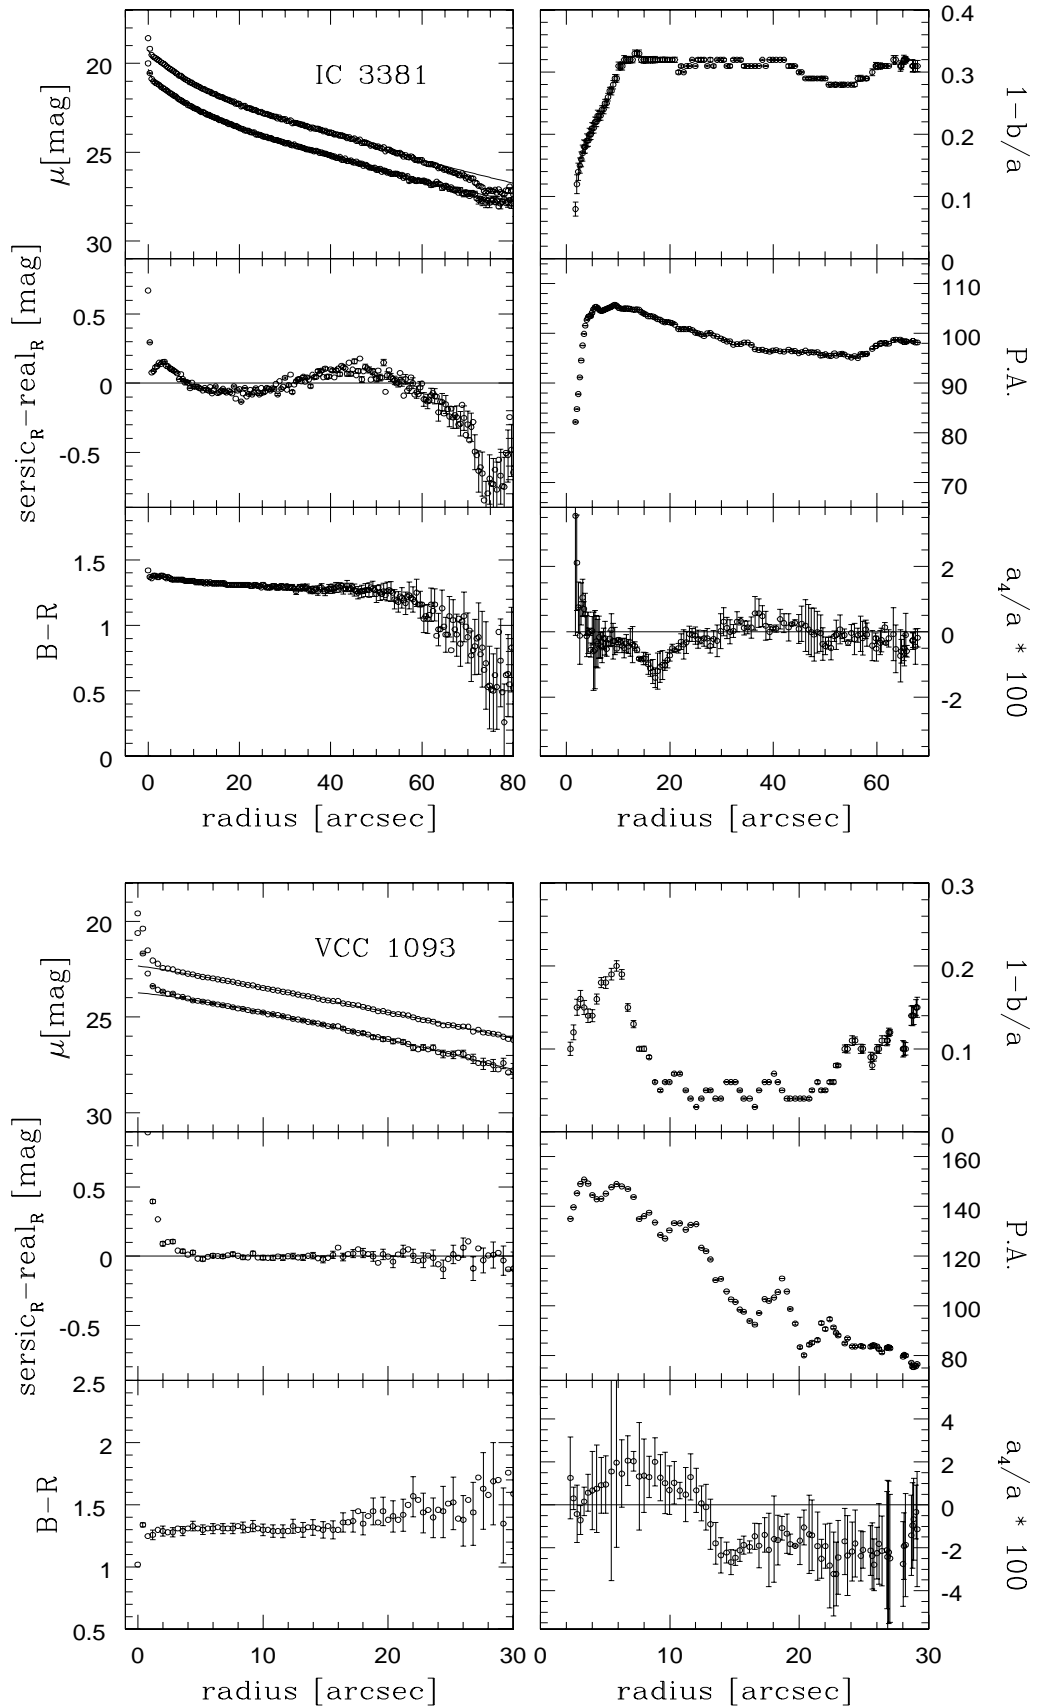 IC 3381
μ[mag]
20
25
30
0.4
0.3
0.2
0.1
0
1−b/a
sersic_R−real_R [mag]
0.5
0
-0.5
110
100
90
80
70
P.A.
B−R
1.5
1
0.5
0
2
0
-2
a_4/a * 100
0 20 40 60 80
0 20 40 60
radius [arcsec]
radius [arcsec]
VCC 1093
μ[mag]
20
25
30
0.3
0.2
0.1
0
1−b/a
sersic_R−real_R [mag]
0.5
0
-0.5
160
140
120
100
80
P.A.
B−R
2.5
2
1.5
1
0.5
4
2
0
-2
-4
a_4/a * 100
0 10 20 30
0 10 20 30
radius [arcsec]
radius [arcsec]